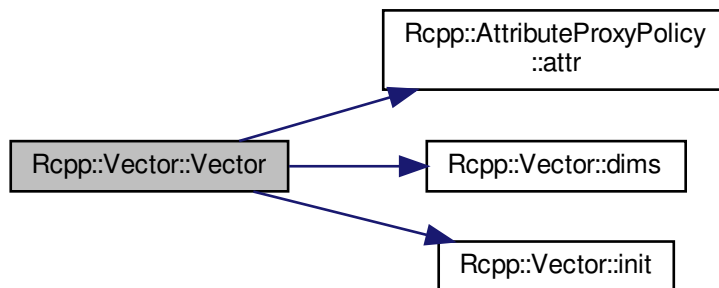 Rcpp::AttributeProxyPolicy
::attr
Rcpp::Vector::Vector
Rcpp::Vector::dims
Rcpp::Vector::init